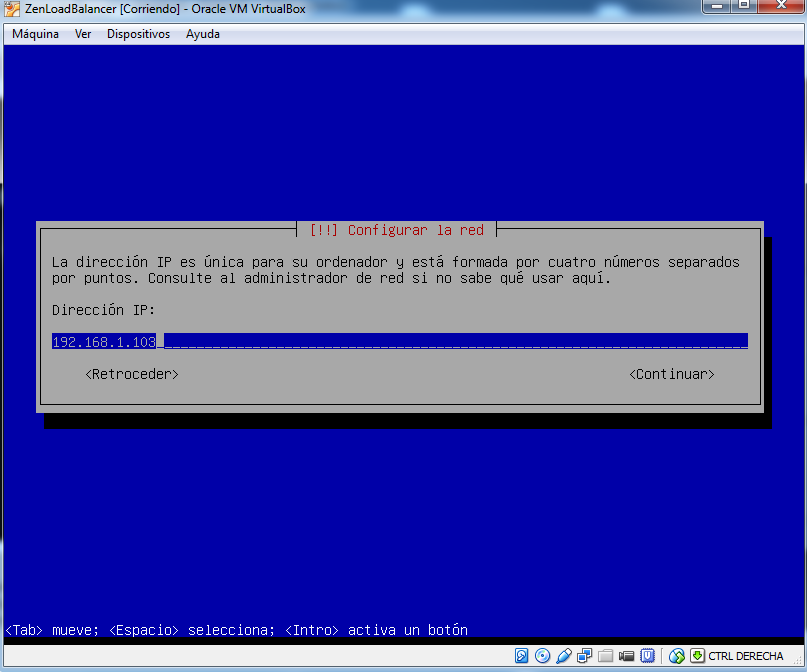 ZenLoadBalancer [Corriendo] - Oracle VM VirtualBox
Máquina Ver Dispositivos Ayuda
[!!] Configurar la red
La dirección IP es única para su ordenador y está formada por cuatro números separados
por puntos. Consulte al administrador de red si no sabe qué usar aquí.
Dirección IP:
192.168.1.103
<Retroceder> <Continuar>
<Tab> mueve; <Espacio> selecciona; <Intro> activa un botón
CTRL DERECHA